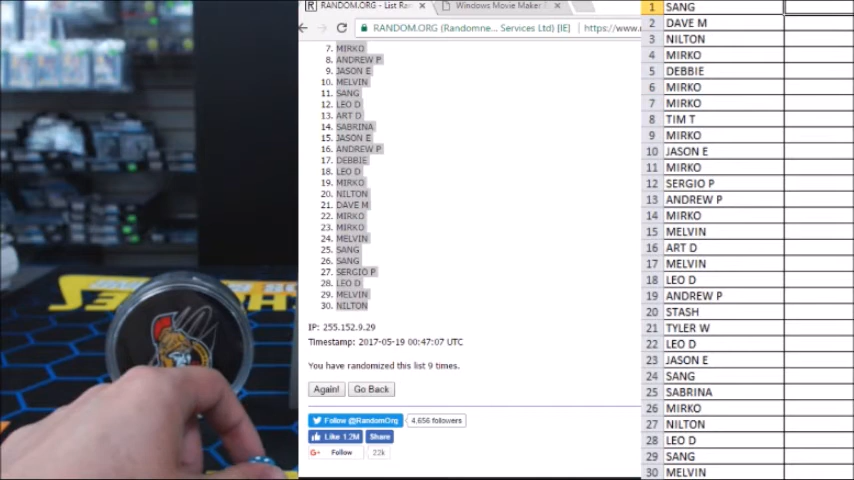 RANDOM.ORG - List Ra
Windows Movie Maker
RANDOM.ORG (Randomne... Services Ltd) [IE]
https://www.
7. MIRKO
8. ANDREW P
9. JASON E
10. MELVIN
11. SANG
12. LEO D
13. ART D
14. SABRINA
15. JASON E
16. ANDREW P
17. DEBBIE
18. LEO D
19. MIRKO
20. NILTON
21. DAVE M
22. MIRKO
23. MIRKO
24. MELVIN
25. SANG
26. SANG
27. SERGIO P
28. LEO D
29. MELVIN
30. NILTON
IP: 255.152.9.29
Timestamp: 2017-05-19 00:47:07 UTC
You have randomized this list 9 times.
Again! Go Back
Follow @RandomOrg 4,656 followers
Like 1.2M Share
G+ Follow 22k
1 SANG
2 DAVE M
3 NILTON
4 MIRKO
5 DEBBIE
6 MIRKO
7 MIRKO
8 TIM T
9 MIRKO
10 JASON E
11 MIRKO
12 SERGIO P
13 ANDREW P
14 MIRKO
15 MELVIN
16 ART D
17 MELVIN
18 LEO D
19 ANDREW P
20 STASH
21 TYLER W
22 LEO D
23 JASON E
24 SANG
25 SABRINA
26 MIRKO
27 NILTON
28 LEO D
29 SANG
30 MELVIN